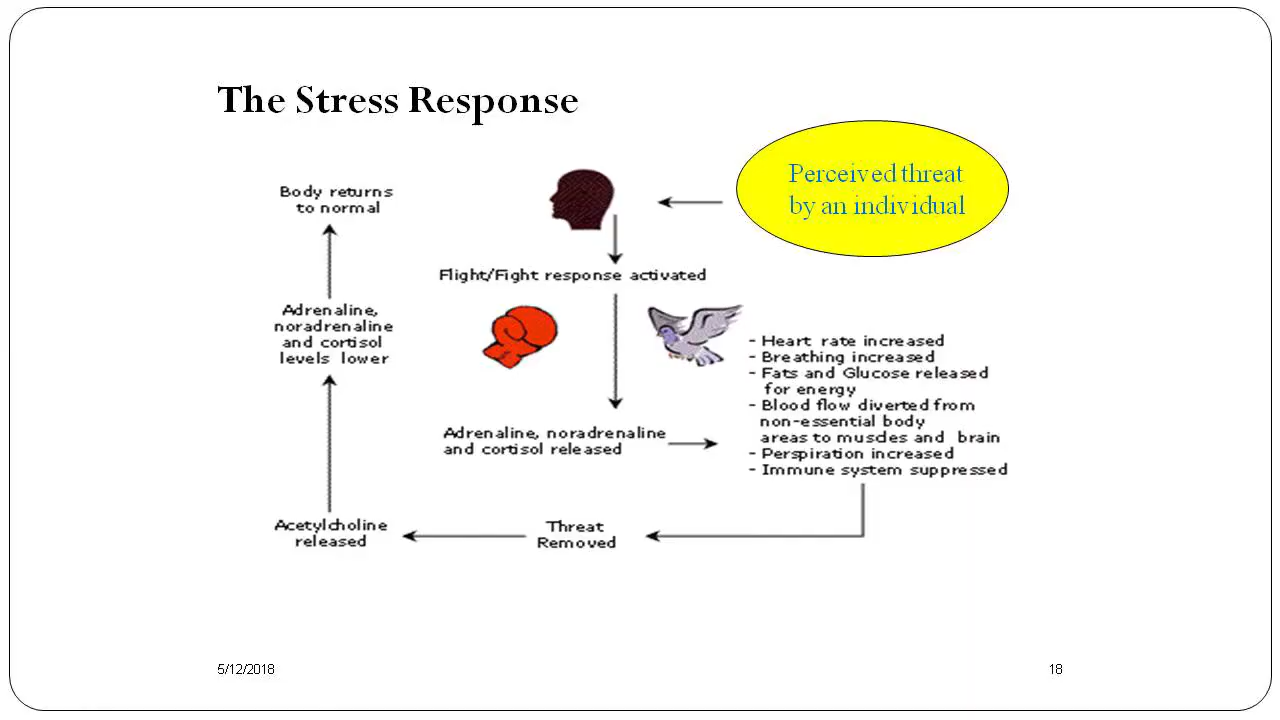 The Stress Response
Perceived threat
by an individual
Body returns
to normal
Flight/Fight response activated
Adrenaline,
noradrenaline
and cortisol
levels lower
- Heart rate increased
- Breathing increased
- Fats and Glucose released
for energy
- Blood flow diverted from
non-essential body
areas to muscles and brain
- Perspiration increased
- Immune system suppressed
Adrenaline, noradrenaline
and cortisol released
Threat
Removed
Acetylcholine
released
5/12/2018
18